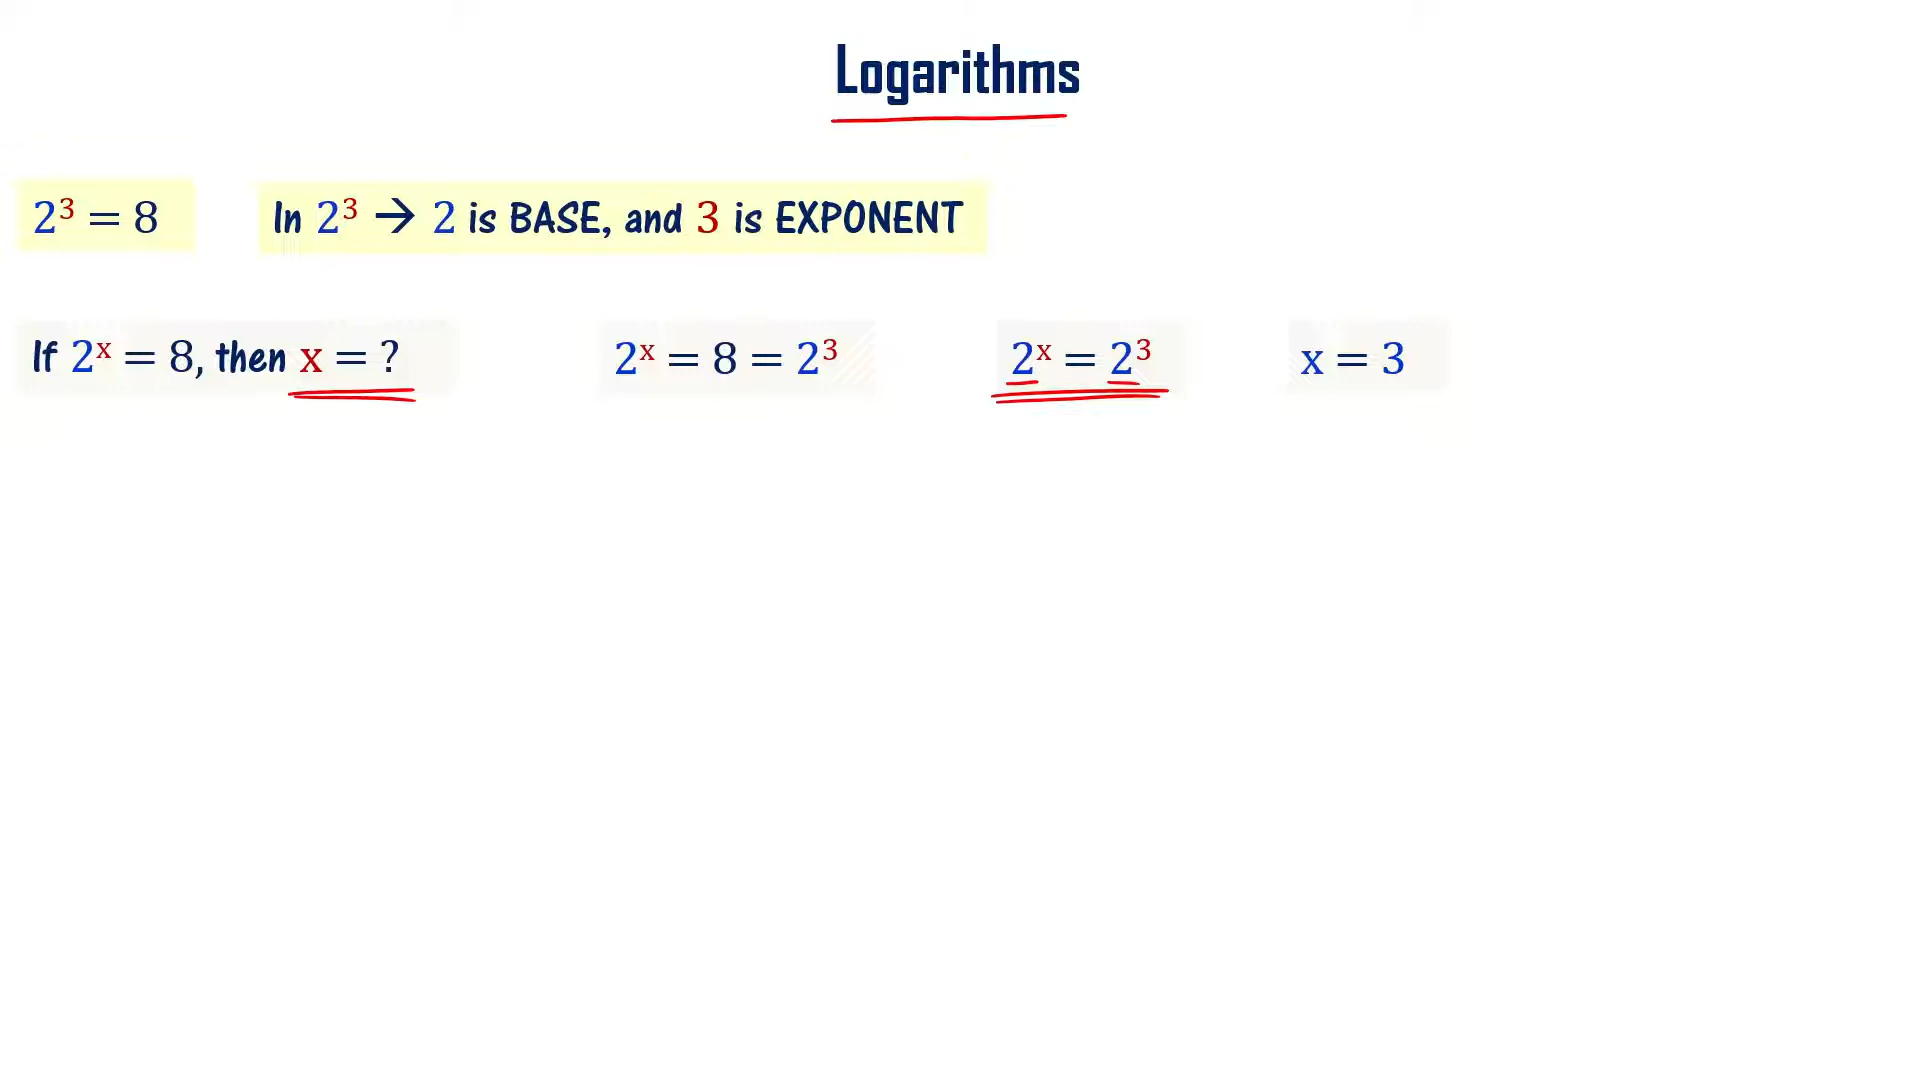 Logarithms
2³ = 8 In 2³ → 2 is BASE, and 3 is EXPONENT
If 2ˣ = 8, then x = ? 2ˣ = 8 = 2³ 2ˣ = 2³ x = 3